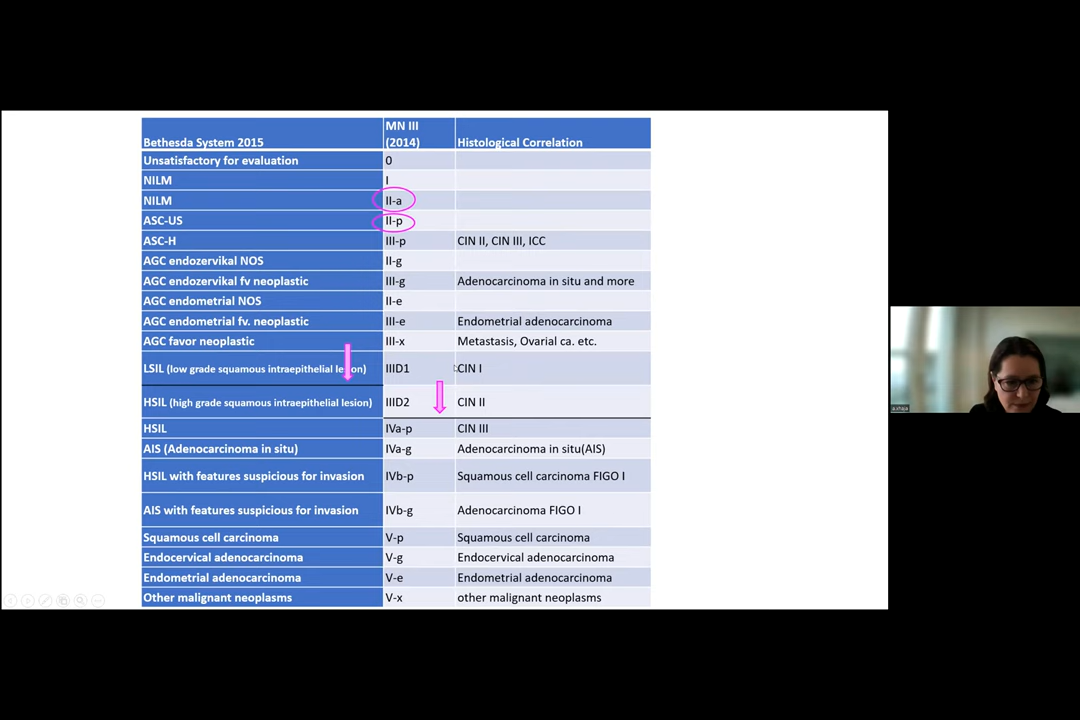 MN III
Bethesda System 2015 (2014) Histological Correlation
Unsatisfactory for evaluation 0
NILM I
NILM II-a
ASC-US II-p
ASC-H III-p CIN II, CIN III, ICC
AGC endozervikal NOS II-g
AGC endozervikal fv neoplastic III-g Adenocarcinoma in situ and more
AGC endometrial NOS II-e
AGC endometrial fv. neoplastic III-e Endometrial adenocarcinoma
AGC favor neoplastic III-x Metastasis, Ovarial ca. etc.
LSIL (low grade squamous intraepithelial lesion) IIID1 CIN I
HSIL (high grade squamous intraepithelial lesion) IIID2 CIN II
HSIL IVa-p CIN III
AIS (Adenocarcinoma in situ) IVa-g Adenocarcinoma in situ(AIS)
HSIL with features suspicious for invasion IVb-p Squamous cell carcinoma FIGO I
AIS with features suspicious for invasion IVb-g Adenocarcinoma FIGO I
Squamous cell carcinoma V-p Squamous cell carcinoma
Endocervical adenocarcinoma V-g Endocervical adenocarcinoma
Endometrial adenocarcinoma V-e Endometrial adenocarcinoma
Other malignant neoplasms V-x other malignant neoplasms